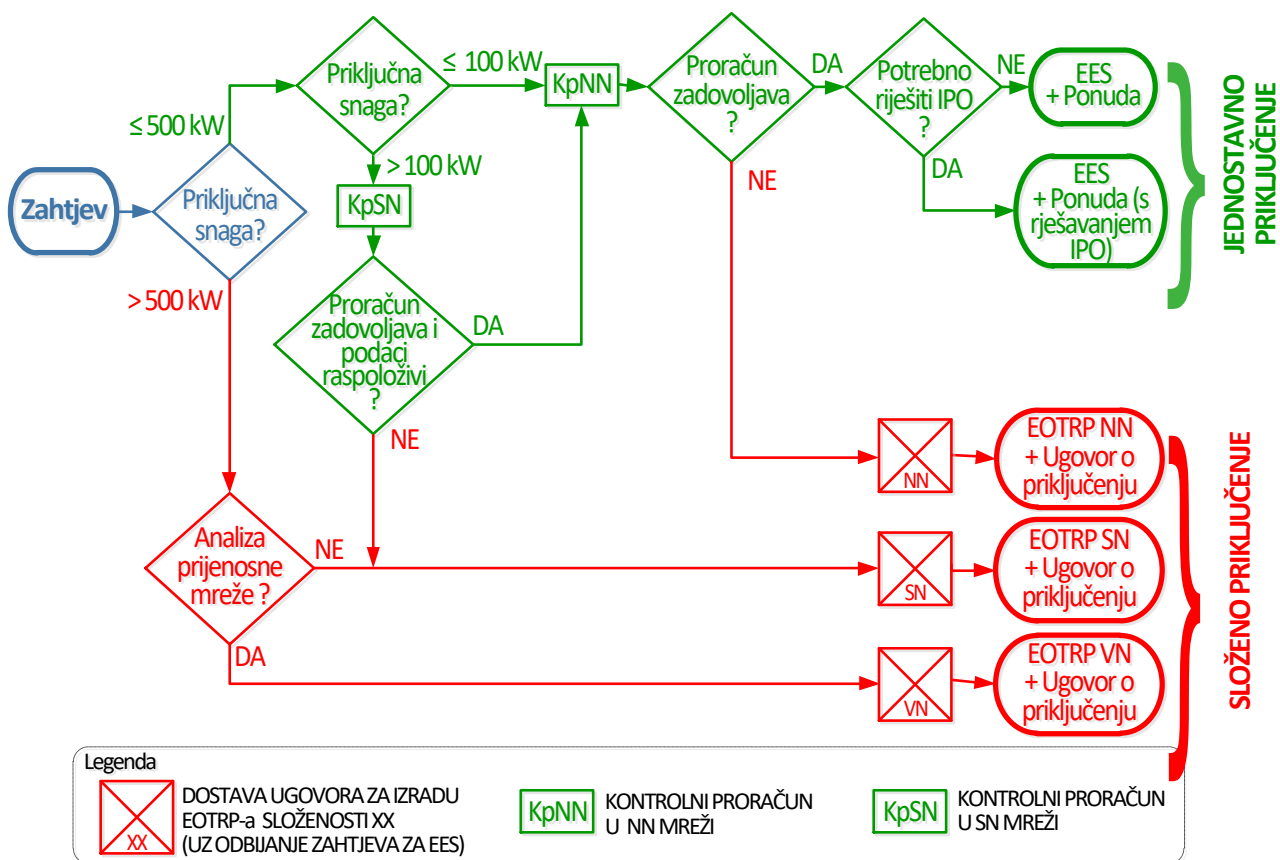 Zahtjev
Priključna
snaga?
≤ 500 kW
> 500 kW
Priključna
snaga?
≤ 100 kW
> 100 kW
KpNN
KpSN
Proračun
zadovoljava i
podaci
raspoloživi
?
DA
NE
Proračun
zadovoljava
?
DA
NE
Potrebno
riješiti IPO
?
NE
DA
EES
+ Ponuda
EES
+ Ponuda (s
rješavanjem
IPO)
JEDNOSTAVNO
PRIKLJUČENJE
Analiza
prijenosne
mreže ?
NE
DA
NN
EOTRP NN
+ Ugovor o
priključenju
SN
EOTRP SN
+ Ugovor o
priključenju
VN
EOTRP VN
+ Ugovor o
priključenju
SLOŽENO PRIKLJUČENJE
Legenda
XX
DOSTAVA UGOVORA ZA IZRADU
EOTRP-a SLOŽENOSTI XX
(UZ ODBIJANJE ZAHTJEVA ZA EES)
KpNN
KONTROLNI PRORAČUN
U NN MREŽI
KpSN
KONTROLNI PRORAČUN
U SN MREŽI